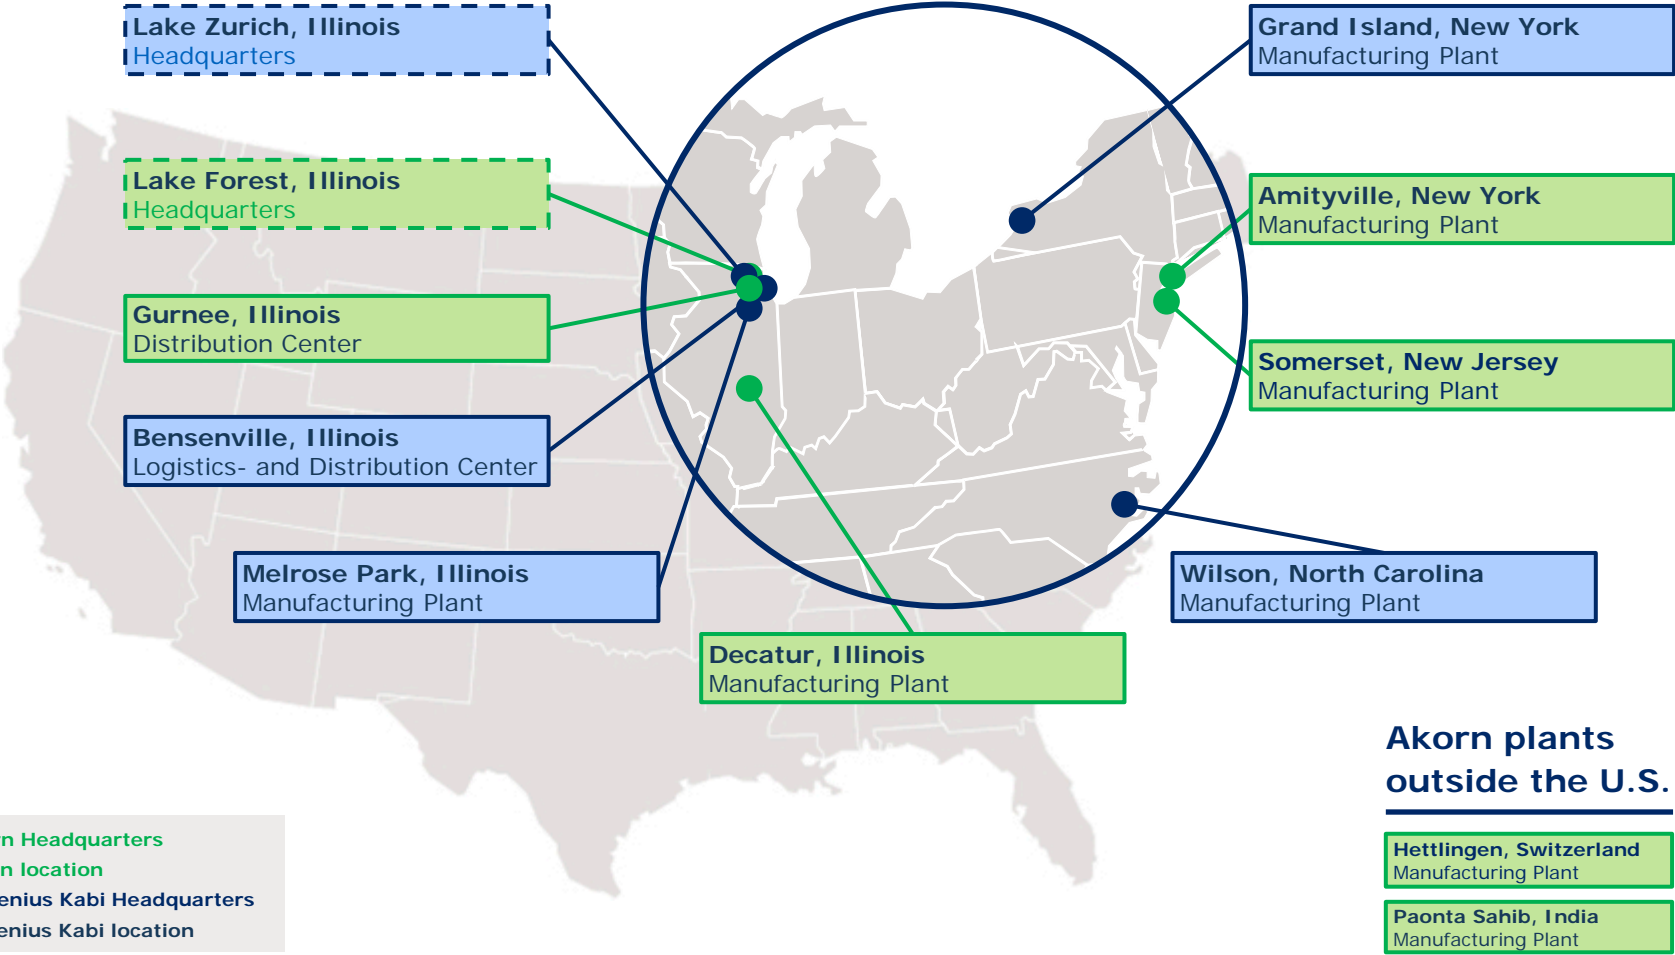 Lake Zurich, Illinois
Headquarters
Lake Forest, Illinois
Headquarters
Gurnee, Illinois
Distribution Center
Bensenville, Illinois
Logistics- and Distribution Center
Melrose Park, Illinois
Manufacturing Plant
Decatur, Illinois
Manufacturing Plant
Grand Island, New York
Manufacturing Plant
Amityville, New York
Manufacturing Plant
Somerset, New Jersey
Manufacturing Plant
Wilson, North Carolina
Manufacturing Plant
Akorn plants
outside the U.S.
Hettlingen, Switzerland
Manufacturing Plant
Paonta Sahib, India
Manufacturing Plant
Headquarters
location
Kabi Headquarters
Kabi location